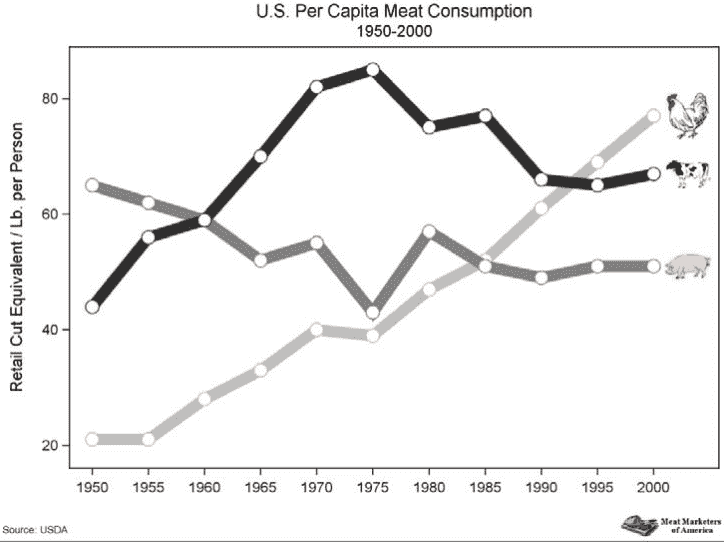 U.S. Per Capita Meat Consumption
1950-2000
Retail Cut Equivalent / Lb. per Person
80
60
40
20
1950 1955 1960 1965 1970 1975 1980 1985 1990 1995 2000
Source: USDA
Meat Marketers
of America